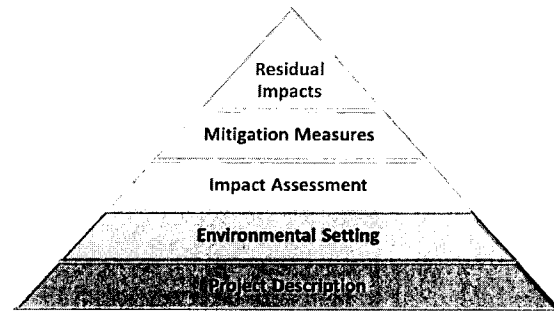 Residual
Impacts
Mitigation Measures
Impact Assessment
Environmental Setting
Project Description